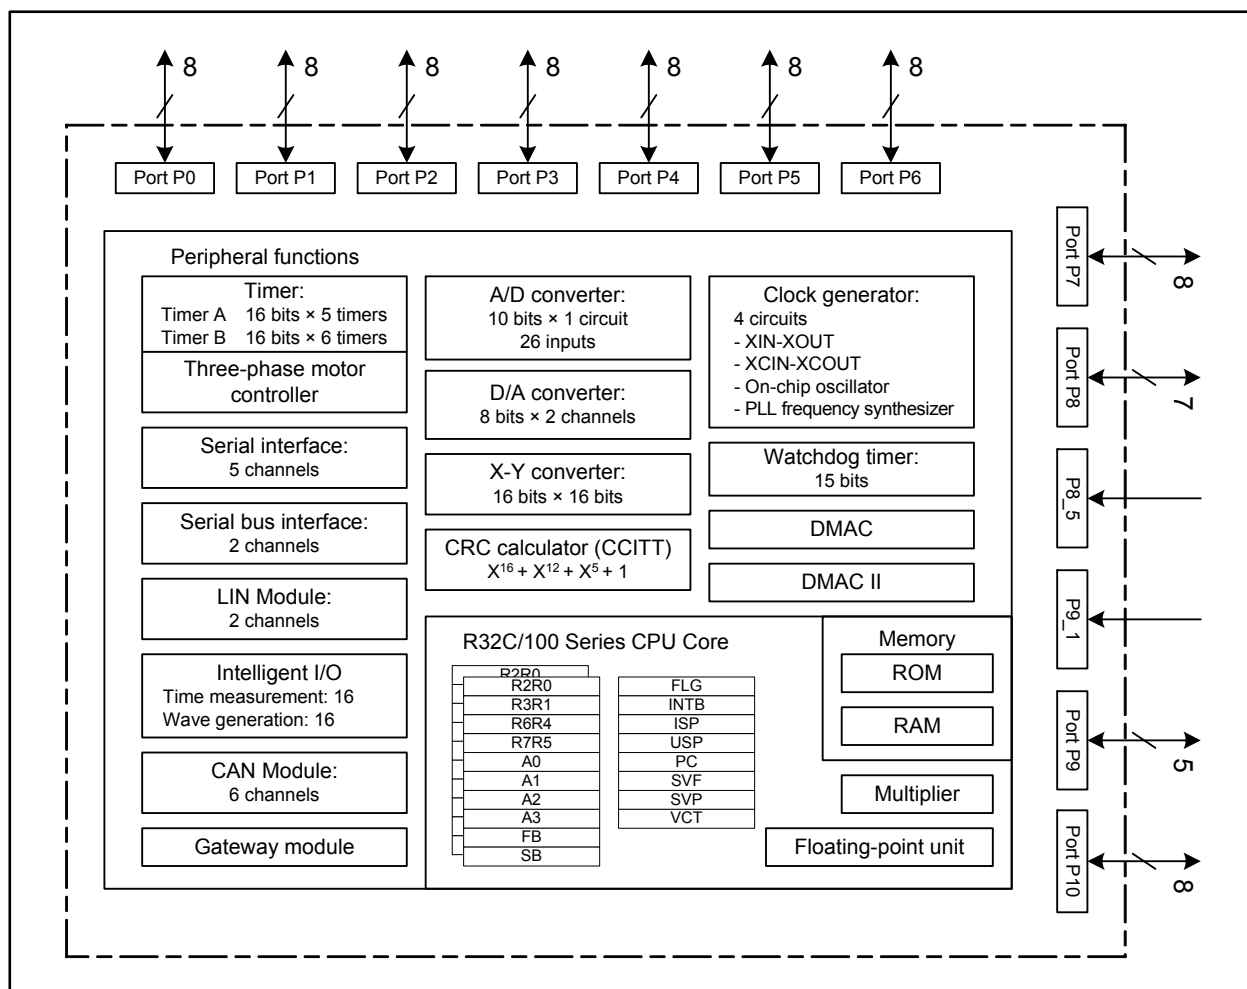 8
8
8
8
8
8
8
Port P0
Port P1
Port P2
Port P3
Port P4
Port P5
Port P6
Peripheral functions
Timer:
Timer A 16 bits × 5 timers
Timer B 16 bits × 6 timers
Three-phase motor
controller
Serial interface:
5 channels
Serial bus interface:
2 channels
LIN Module:
2 channels
Intelligent I/O
Time measurement: 16
Wave generation: 16
CAN Module:
6 channels
Gateway module
A/D converter:
10 bits × 1 circuit
26 inputs
D/A converter:
8 bits × 2 channels
X-Y converter:
16 bits × 16 bits
CRC calculator (CCITT)
X¹⁶ + X¹² + X⁵ + 1
Clock generator:
4 circuits
- XIN-XOUT
- XCIN-XCOUT
- On-chip oscillator
- PLL frequency synthesizer
Watchdog timer:
15 bits
DMAC
DMAC II
R32C/100 Series CPU Core
R2R0
R2R0
R3R1
R6R4
R7R5
A0
A1
A2
A3
FB
SB
FLG
INTB
ISP
USP
PC
SVF
SVP
VCT
Memory
ROM
RAM
Multiplier
Floating-point unit
Port P7
8
Port P8
7
P8_5
P9_1
Port P9
5
Port P10
8